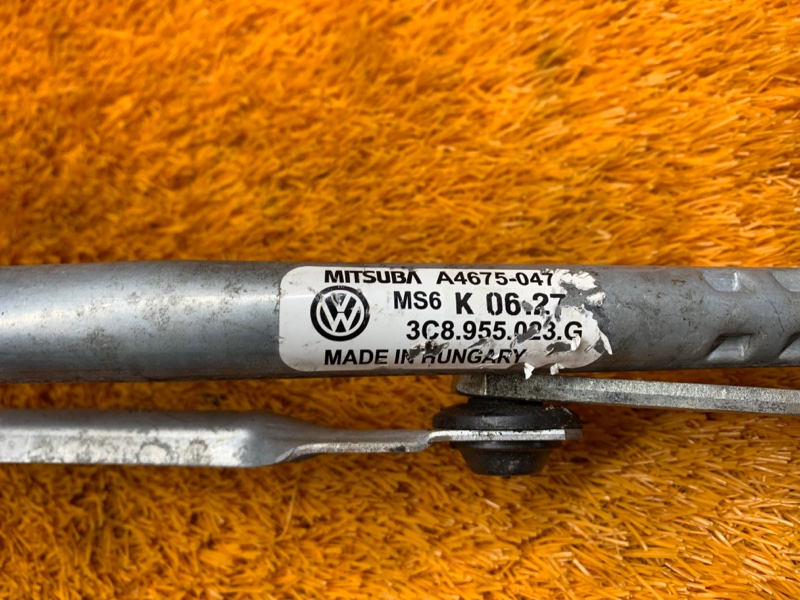 MITSUBA A4675-047
MS6 K 06.27
3C8.955.023.G
MADE IN HUNGARY